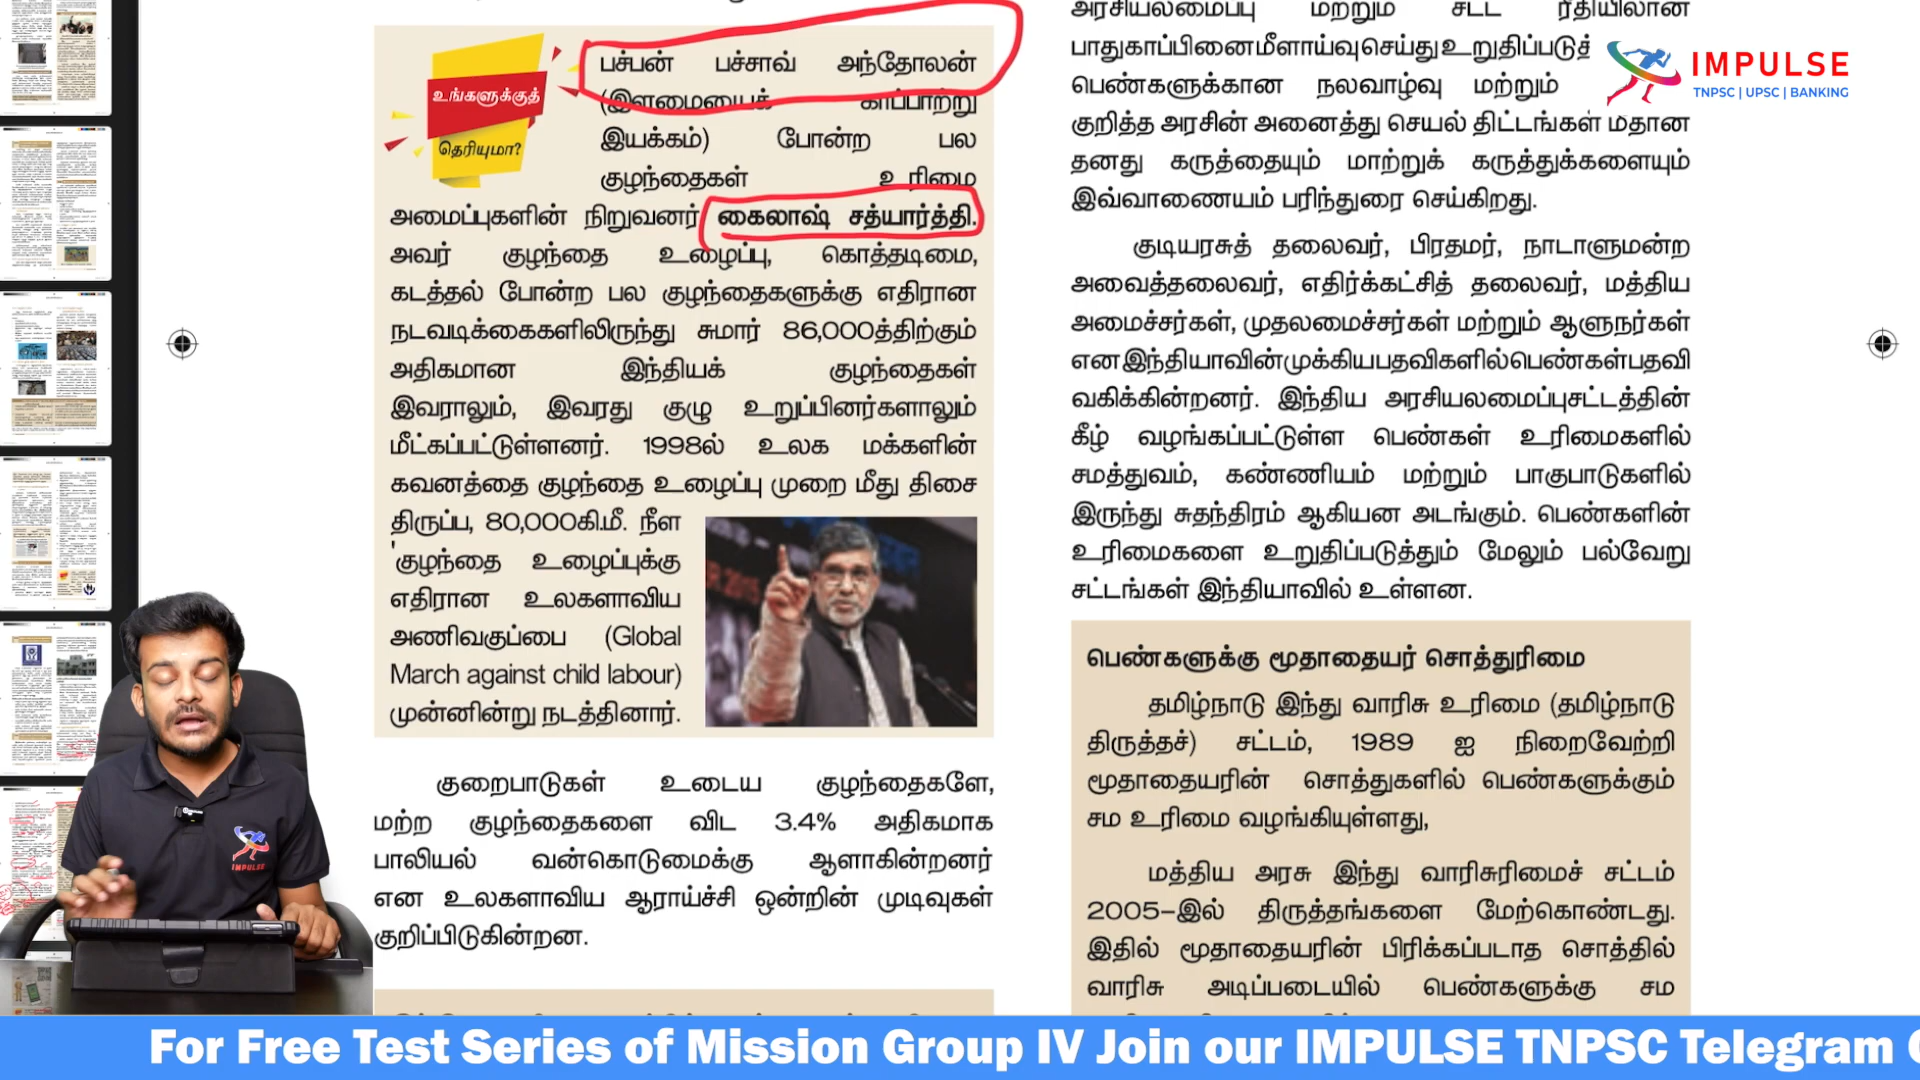 பச்பன் பச்சாவ் அந்தோலன்
(இளமையைக் காப்பாற்று
இயக்கம்) போன்ற பல
குழந்தைகள் உரிமை
உங்களுக்குத்
தெரியுமா?
அமைப்புகளின் நிறுவனர் கைலாஷ் சத்யார்த்தி.
அவர் குழந்தை உழைப்பு, கொத்தடிமை,
கடத்தல் போன்ற பல குழந்தைகளுக்கு எதிரான
நடவடிக்கைகளிலிருந்து சுமார் 86,000த்திற்கும்
அதிகமான இந்தியக் குழந்தைகள்
இவராலும், இவரது குழு உறுப்பினர்களாலும்
மீட்கப்பட்டுள்ளனர். 1998ல் உலக மக்களின்
கவனத்தை குழந்தை உழைப்பு முறை மீது திசை
திருப்ப, 80,000கி.மீ. நீள
'குழந்தை உழைப்புக்கு
எதிரான உலகளாவிய
அணிவகுப்பை (Global
March against child labour)
முன்னின்று நடத்தினார்.
குறைபாடுகள் உடைய குழந்தைகளே,
மற்ற குழந்தைகளை விட 3.4% அதிகமாக
பாலியல் வன்கொடுமைக்கு ஆளாகின்றனர்
என உலகளாவிய ஆராய்ச்சி ஒன்றின் முடிவுகள்
குறிப்பிடுகின்றன.
அரசியலமைப்பு மற்றும் சட்ட ரீதியிலான
பாதுகாப்பினை மீளாய்வு செய்து உறுதிப்படுத்
பெண்களுக்கான நலவாழ்வு மற்றும்
குறித்த அரசின் அனைத்து செயல் திட்டங்கள் மீதான
தனது கருத்தையும் மாற்றுக் கருத்துக்களையும்
இவ்வாணையம் பரிந்துரை செய்கிறது.
குடியரசுத் தலைவர், பிரதமர், நாடாளுமன்ற
அவைத்தலைவர், எதிர்க்கட்சித் தலைவர், மத்திய
அமைச்சர்கள், முதலமைச்சர்கள் மற்றும் ஆளுநர்கள்
என இந்தியாவின் முக்கிய பதவிகளில் பெண்கள் பதவி
வகிக்கின்றனர். இந்திய அரசியலமைப்புசட்டத்தின்
கீழ் வழங்கப்பட்டுள்ள பெண்கள் உரிமைகளில்
சமத்துவம், கண்ணியம் மற்றும் பாகுபாடுகளில்
இருந்து சுதந்திரம் ஆகியன அடங்கும். பெண்களின்
உரிமைகளை உறுதிப்படுத்தும் மேலும் பல்வேறு
சட்டங்கள் இந்தியாவில் உள்ளன.
பெண்களுக்கு மூதாதையர் சொத்துரிமை
தமிழ்நாடு இந்து வாரிசு உரிமை (தமிழ்நாடு
திருத்தச்) சட்டம், 1989 ஐ நிறைவேற்றி
மூதாதையரின் சொத்துகளில் பெண்களுக்கும்
சம உரிமை வழங்கியுள்ளது,
மத்திய அரசு இந்து வாரிசுரிமைச் சட்டம்
2005-இல் திருத்தங்களை மேற்கொண்டது.
இதில் மூதாதையரின் பிரிக்கப்படாத சொத்தில்
வாரிசு அடிப்படையில் பெண்களுக்கு சம
IMPULSE
TNPSC | UPSC | BANKING
IMPULSE
For Free Test Series of Mission Group IV Join our IMPULSE TNPSC Telegram